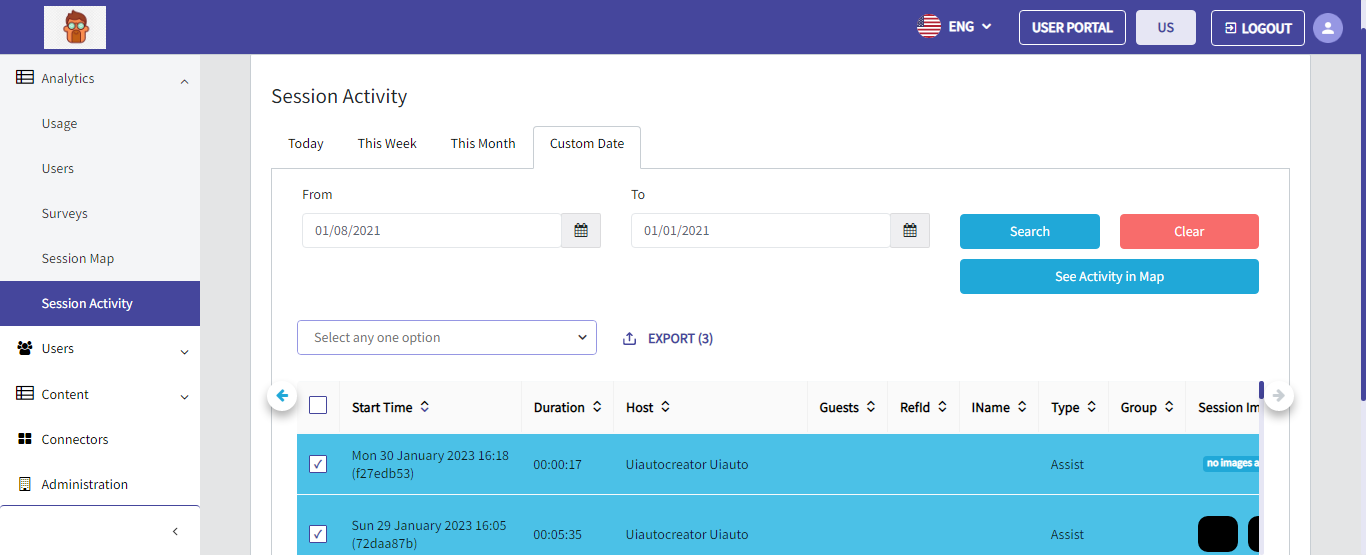 ENG
USER PORTAL
US
LOGOUT
Analytics
Usage
Users
Surveys
Session Map
Session Activity
Users
Content
Connectors
Administration
Session Activity
Today
This Week
This Month
Custom Date
From
To
01/08/2021
01/01/2021
Search
Clear
See Activity in Map
Select any one option
EXPORT (3)
Start Time
Duration
Host
Guests
RefId
IName
Type
Group
Session Im
Mon 30 January 2023 16:18
(f27edb53)
00:00:17
Uiautocreator Uiauto
Assist
no images a
Sun 29 January 2023 16:05
(72daa87b)
00:05:35
Uiautocreator Uiauto
Assist